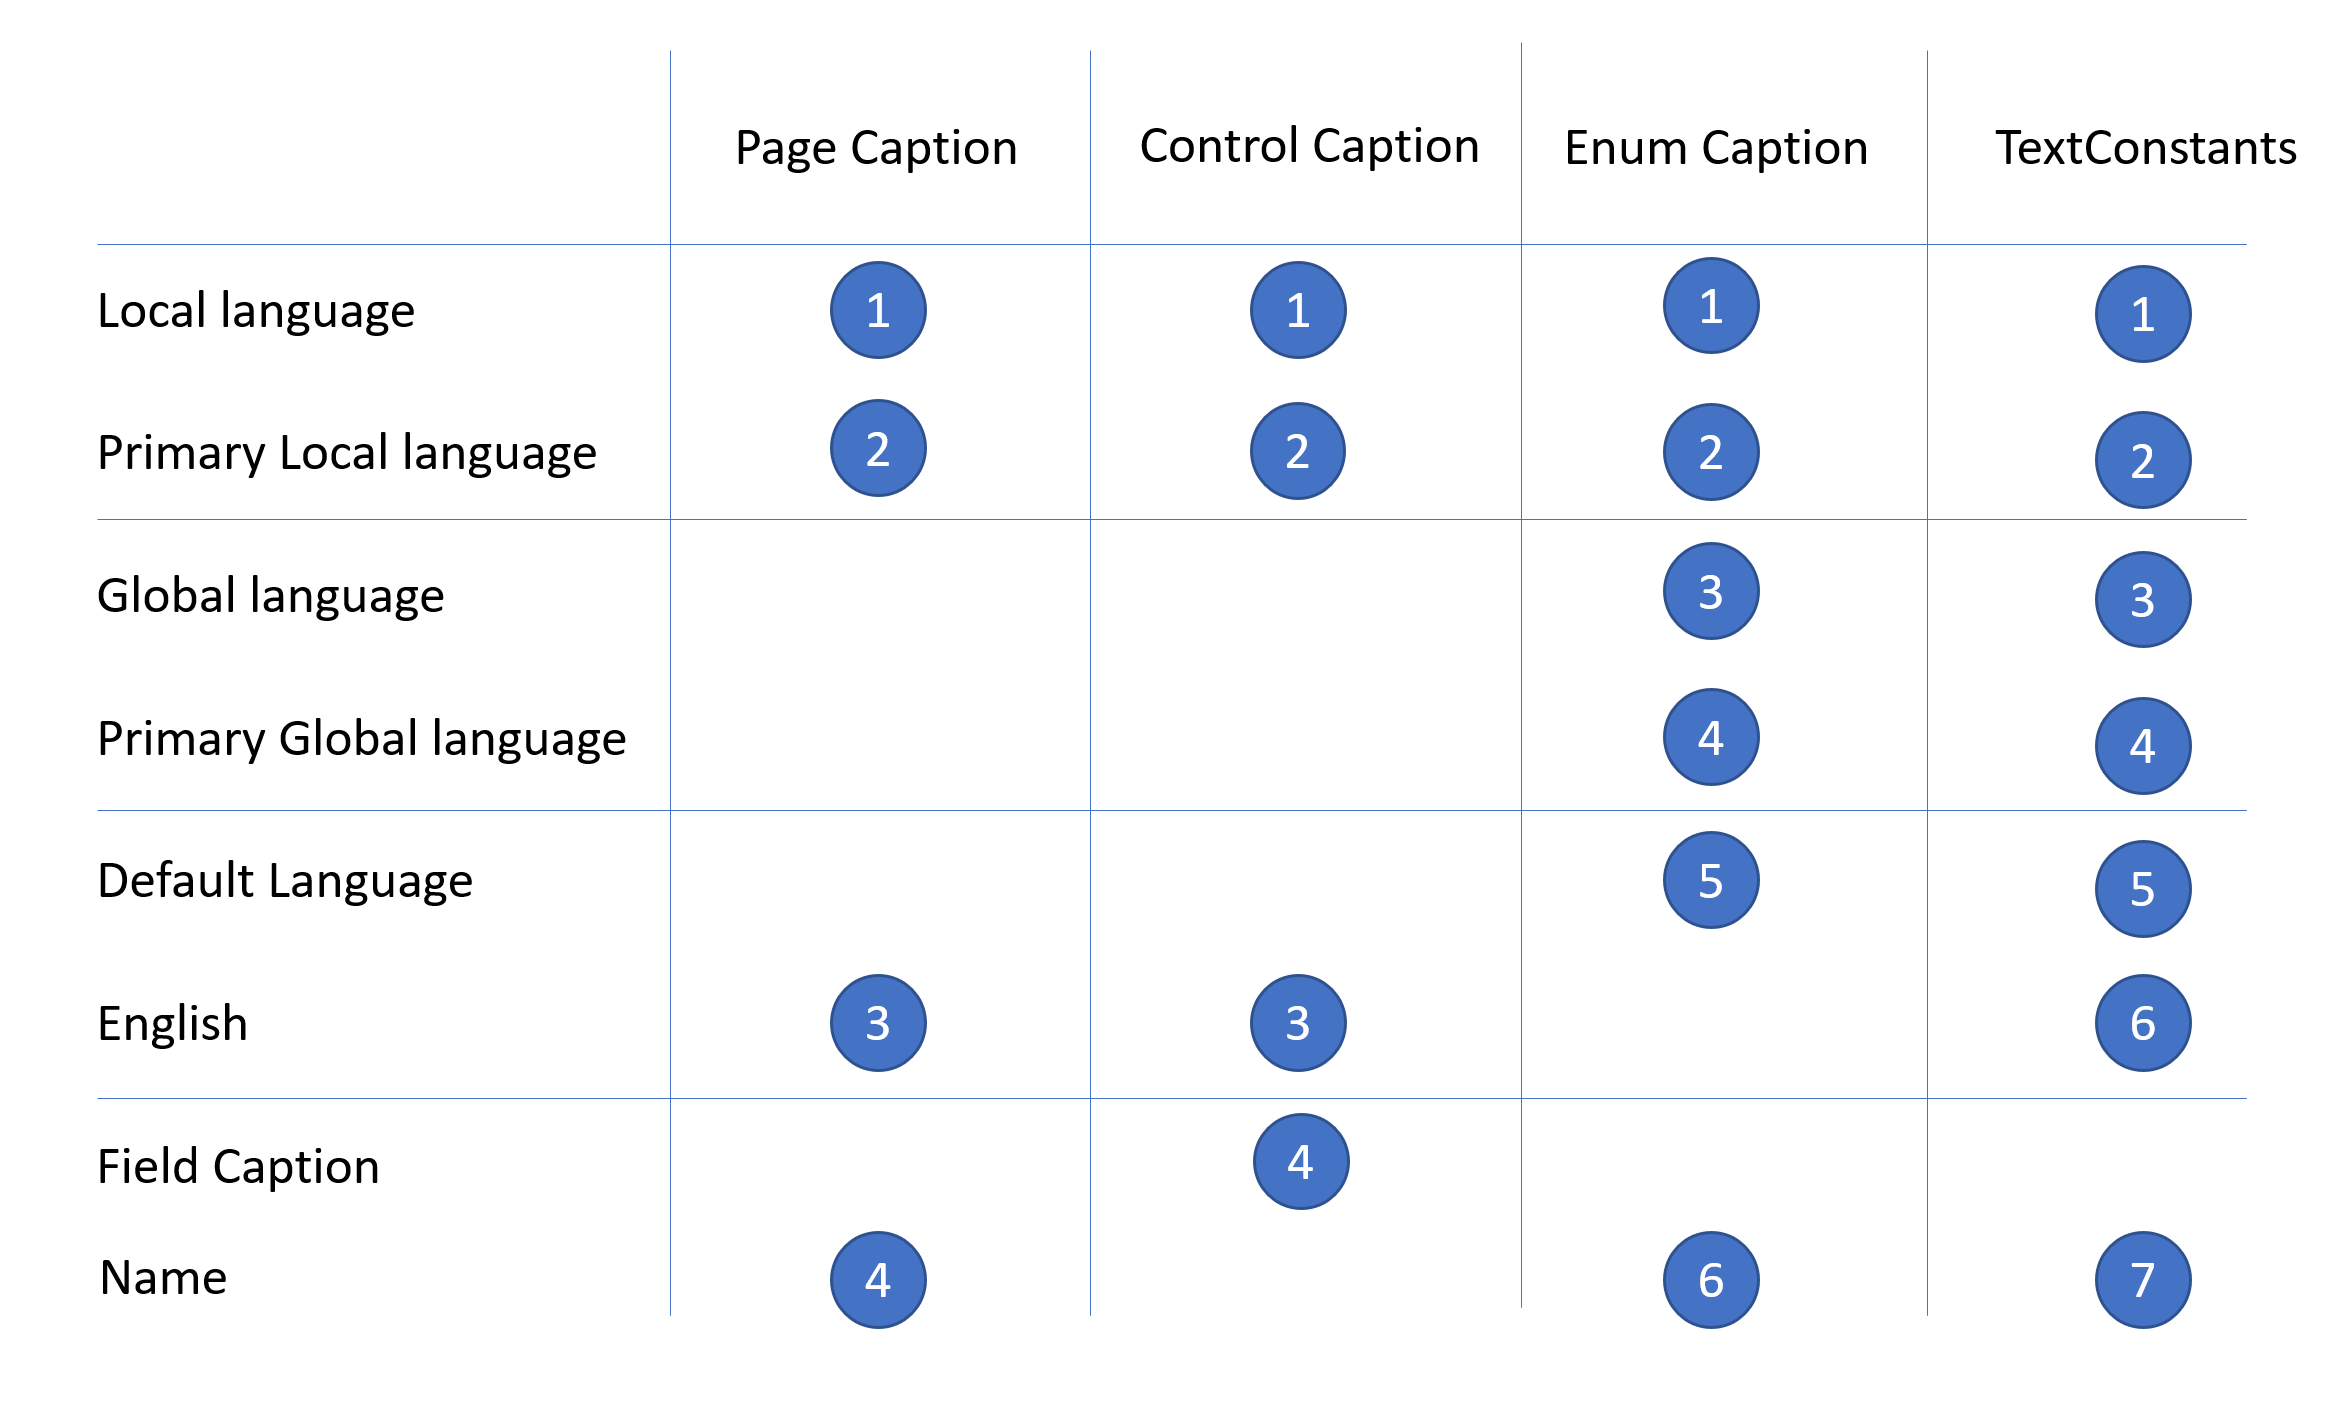 Page Caption Control Caption Enum Caption TextConstants
Local language 1 1 1 1
Primary Local language 2 2 2 2
Global language 3 3
Primary Global language 4 4
Default Language 5 5
English 3 3 6
Field Caption 4
Name 4 6 7